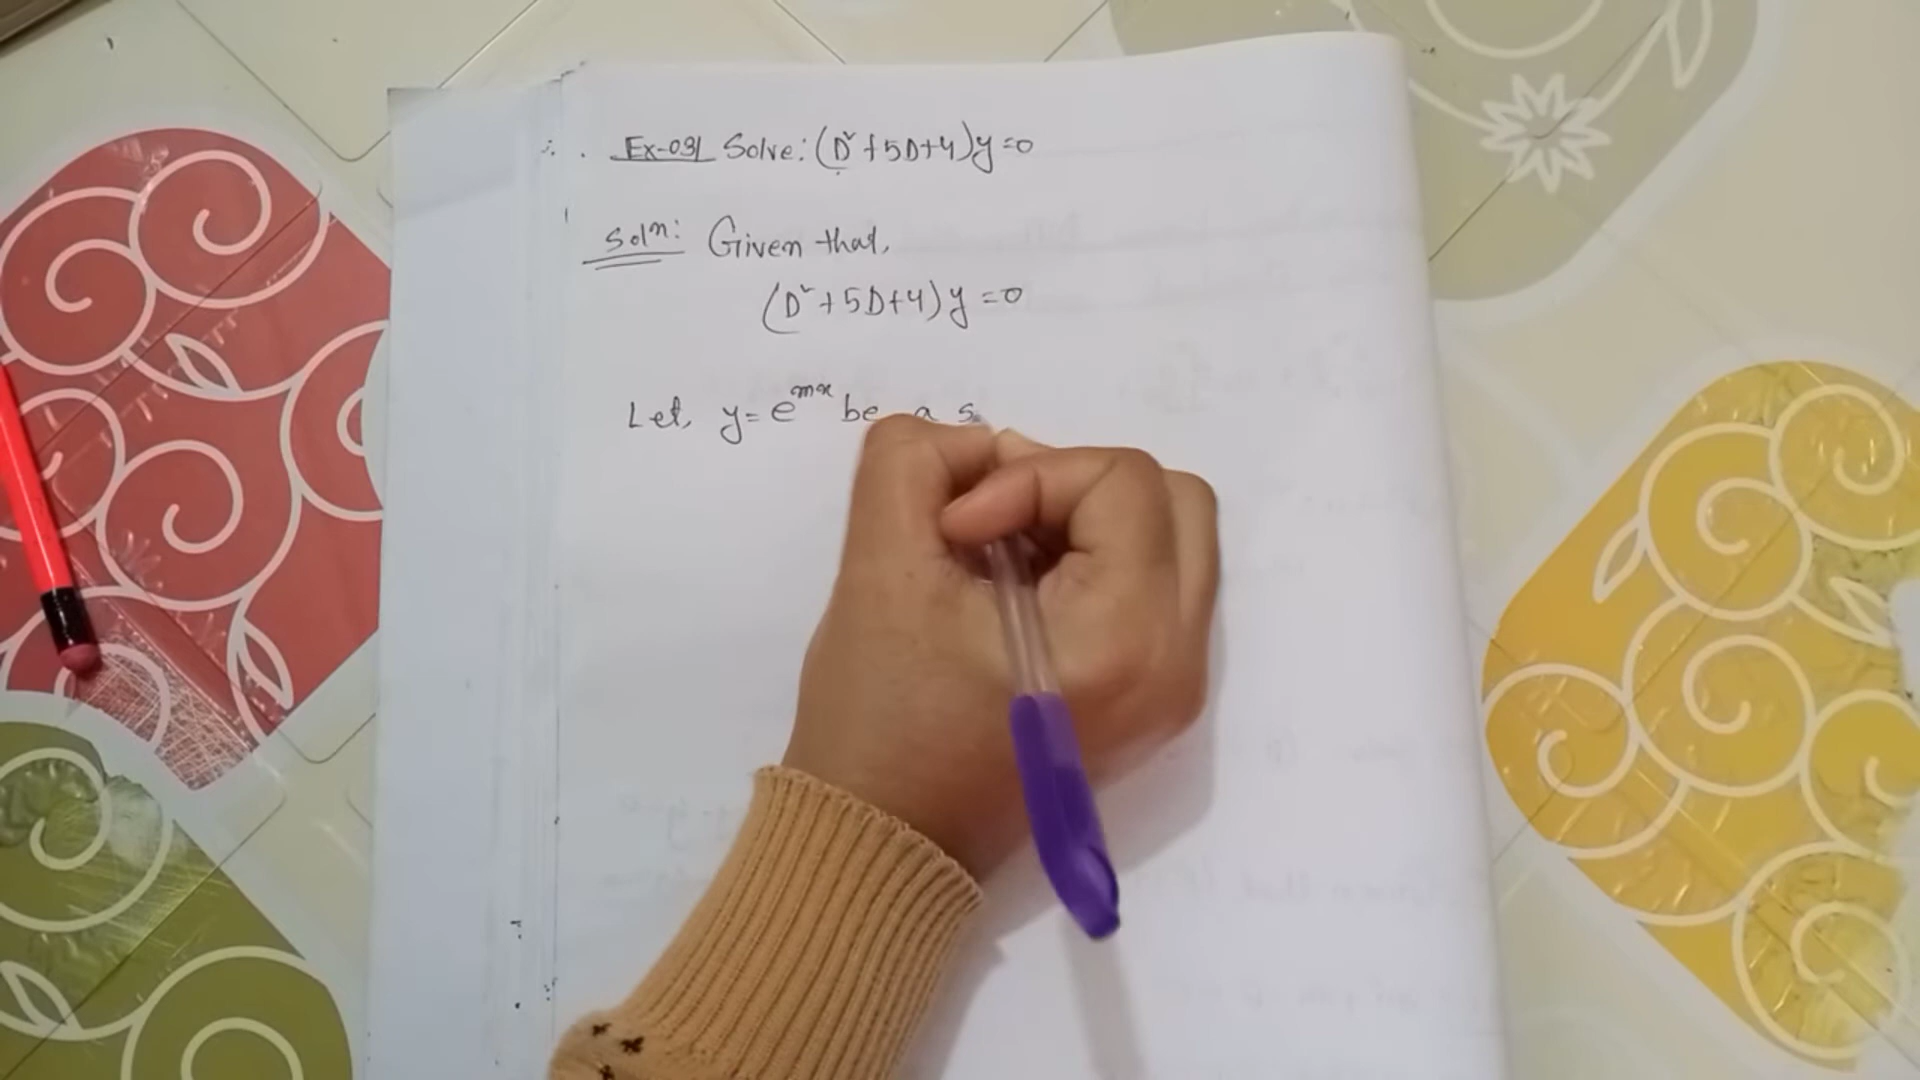 Ex-03| Solve: (D² + 5D + 4)y = 0
Solⁿ: Given that,
(D² + 5D + 4)y = 0
Let, y = e^mx be a s